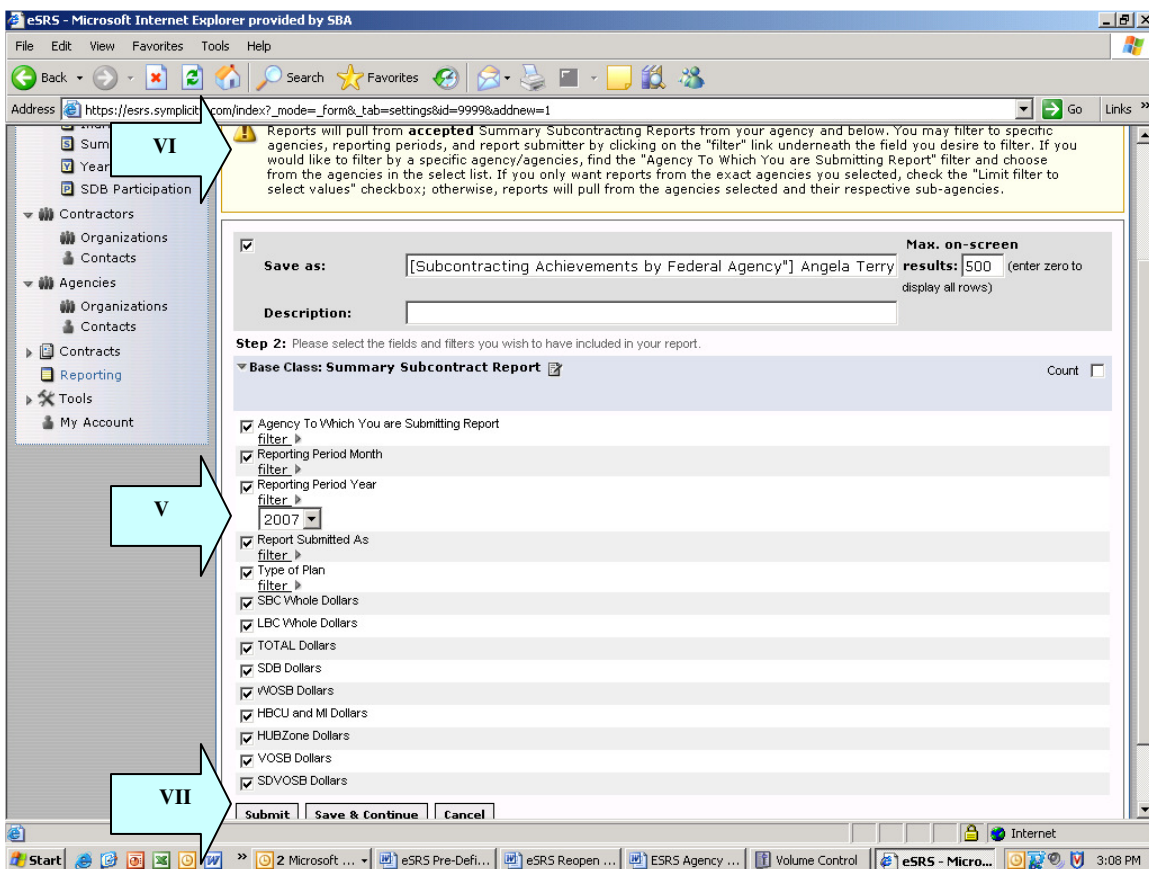 eSRS - Microsoft Internet Explorer provided by SBA
File Edit View Favorites Tools Help
Back Search Favorites
Address https://esrs.symplicit om/index?_mode=_form&_tab=settings&id=9999&addnew=1 Go Links »
S Sum
V Year
P SDB Participation
Contractors
Organizations
Contacts
Agencies
Organizations
Contacts
Contracts
Reporting
Tools
My Account
VI
Reports will pull from accepted Summary Subcontracting Reports from your agency and below. You may filter to specific
agencies, reporting periods, and report submitter by clicking on the "filter" link underneath the field you desire to filter. If you
would like to filter by a specific agency/agencies, find the "Agency To Which You are Submitting Report" filter and choose
from the agencies in the select list. If you only want reports from the exact agencies you selected, check the "Limit filter to
select values" checkbox; otherwise, reports will pull from the agencies selected and their respective sub-agencies.
Save as: [Subcontracting Achievements by Federal Agency"] Angela Terry
Max. on-screen
results: 500 (enter zero to
display all rows)
Description:
Step 2: Please select the fields and filters you wish to have included in your report.
Base Class: Summary Subcontract Report Count
Agency To Which You are Submitting Report
filter
Reporting Period Month
filter
Reporting Period Year
filter
V
2007
Report Submitted As
filter
Type of Plan
filter
SBC Whole Dollars
LBC Whole Dollars
TOTAL Dollars
SDB Dollars
WOSB Dollars
HBCU and MI Dollars
HUBZone Dollars
VOSB Dollars
SDVOSB Dollars
VII
Submit Save & Continue Cancel
Internet
Start » 2 Microsoft ... eSRS Pre-Defi... eSRS Reopen ... ESRS Agency ... Volume Control eSRS - Micro... 3:08 PM